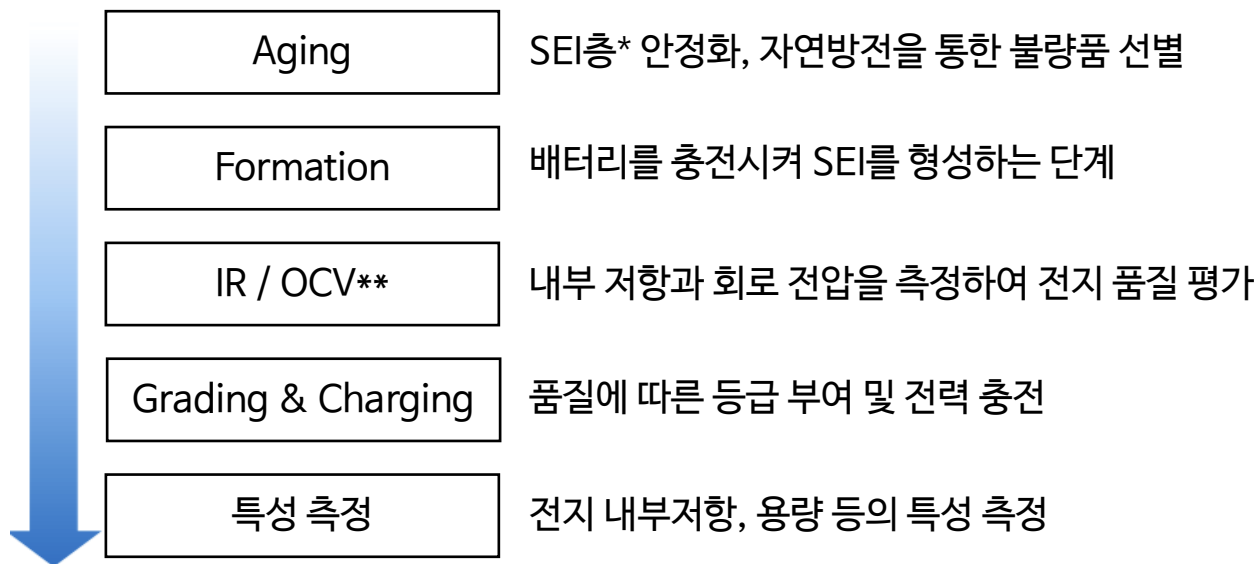 Aging SEI층* 안정화, 자연방전을 통한 불량품 선별
Formation 배터리를 충전시켜 SEI를 형성하는 단계
IR / OCV** 내부 저항과 회로 전압을 측정하여 전지 품질 평가
Grading & Charging 품질에 따른 등급 부여 및 전력 충전
특성 측정 전지 내부저항, 용량 등의 특성 측정